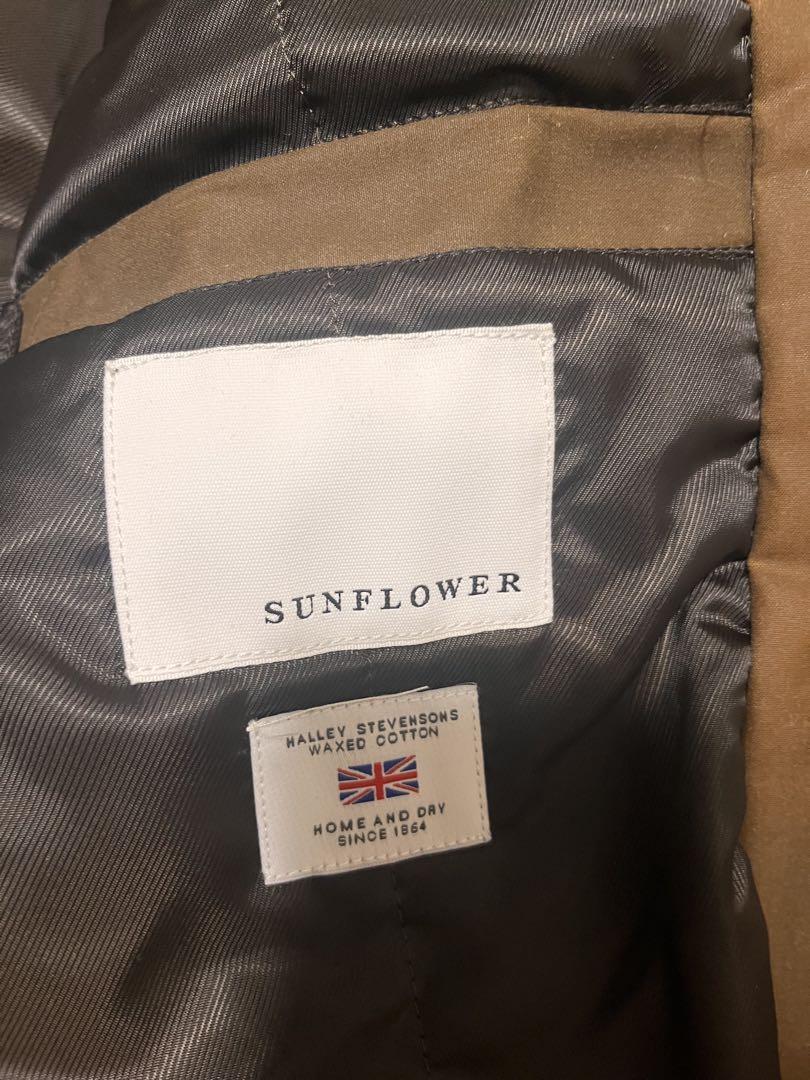 SUNFLOWER
HALLEY STEVENSONS
WAXED COTTON
HOME AND DRY
SINCE 1864